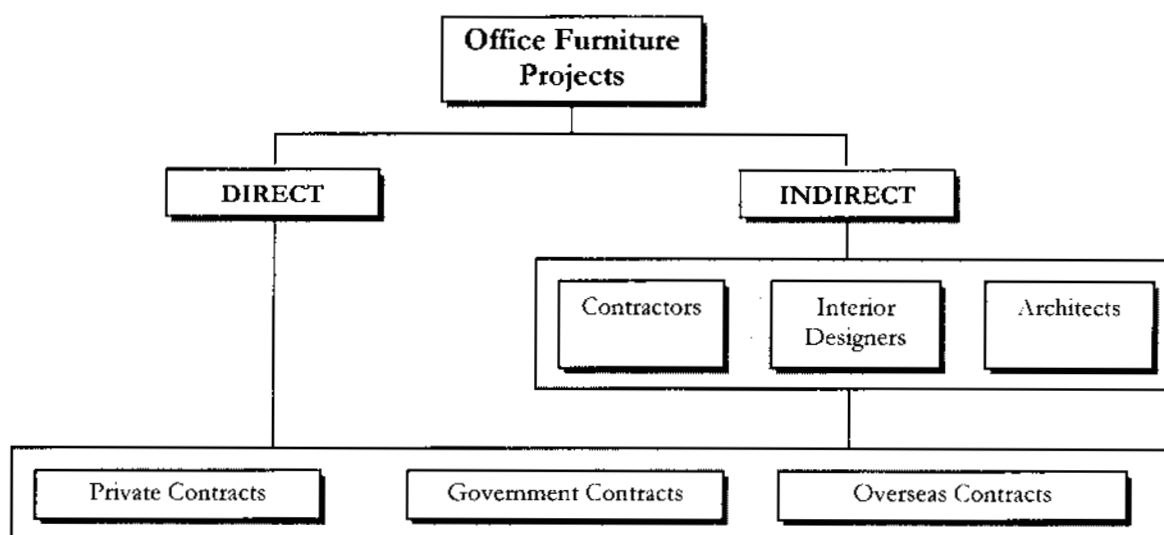 Office Furniture
Projects
DIRECT
INDIRECT
Contractors
Interior
Designers
Architects
Private Contracts
Government Contracts
Overseas Contracts